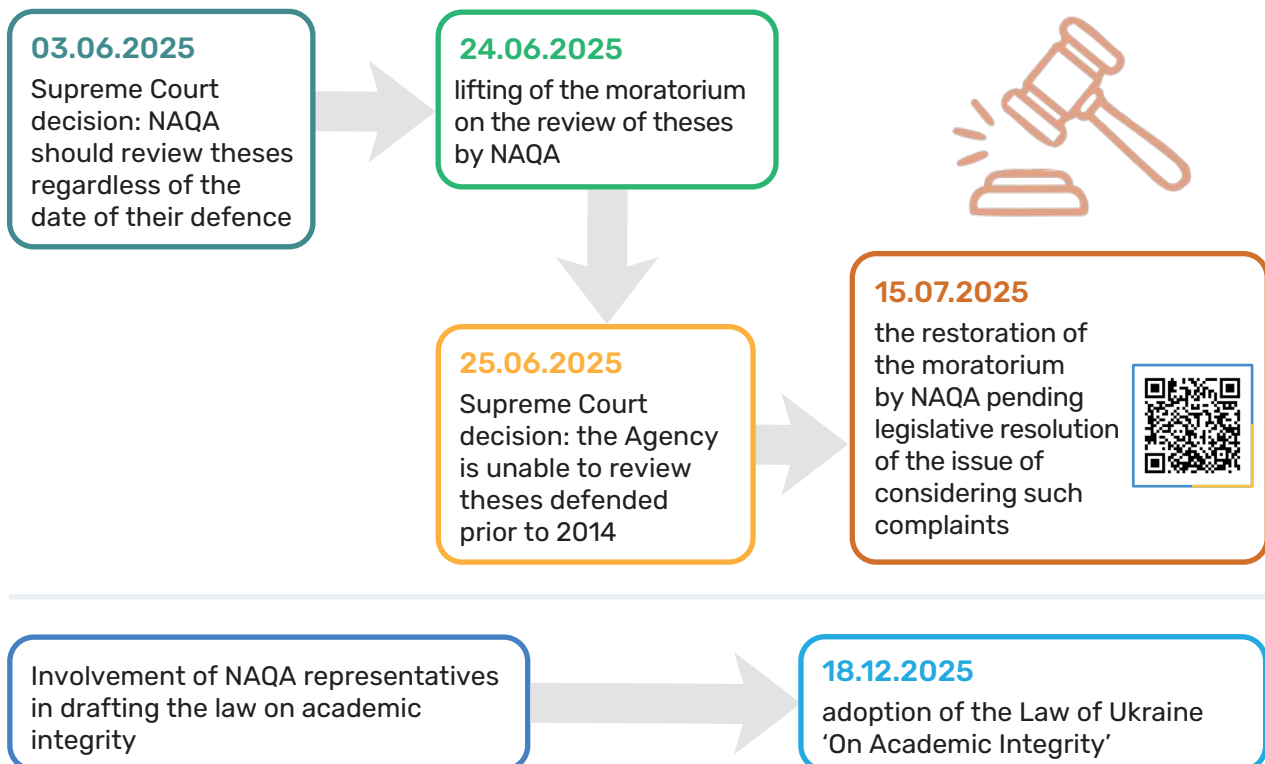 03.06.2025
Supreme Court
decision: NAQA
should review theses
regardless of the
date of their defence
24.06.2025
lifting of the moratorium
on the review of theses
by NAQA
25.06.2025
Supreme Court
decision: the Agency
is unable to review
theses defended
prior to 2014
15.07.2025
the restoration of
the moratorium
by NAQA pending
legislative resolution
of the issue of
considering such
complaints
Involvement of NAQA representatives
in drafting the law on academic
integrity
18.12.2025
adoption of the Law of Ukraine
‘On Academic Integrity’